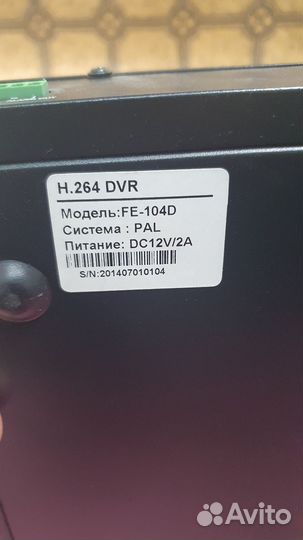 H.264 DVR
Модель:FE-104D
Система : PAL
Питание: DC12V/2A
S/N:201407010104
Avito